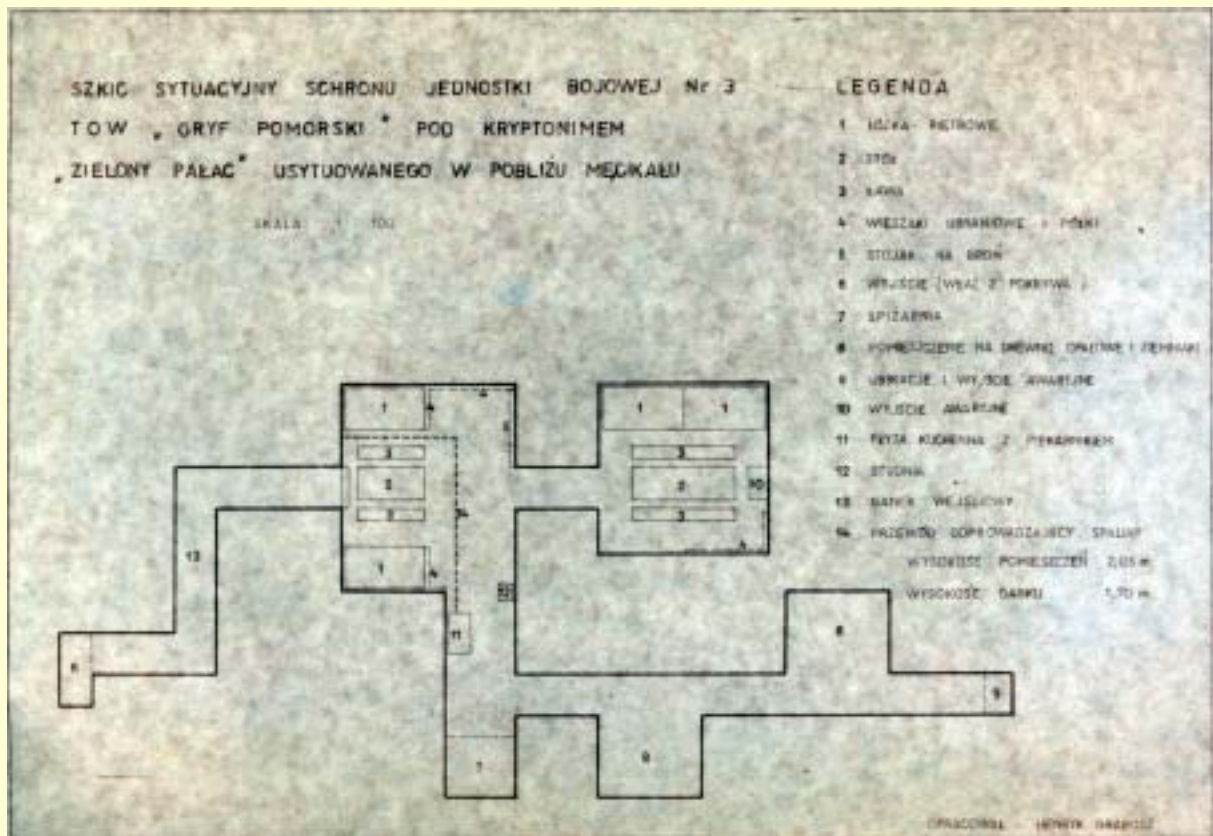 SZKIC SYTUACYJNY SCHRONU JEDNOSTKI BOJOWEJ Nr 3
TOW „GRYF POMORSKI" POD KRYPTONIMEM
„ZIELONY PAŁAC" USYTUOWANEGO W POBLIŻU MĘCIKAŁU
SKALA 1 100
LEGENDA
1 ŁÓŻKA PIĘTROWE
2 STÓŁ
3 ŁAWA
4 WIESZAKI UBRANIOWE I PÓŁKI
5 STOJAK NA BROŃ
6 WEJŚCIE (WŁAZ Z POKRYWĄ)
7 SPIŻARNIA
8 POMIESZCZENIE NA DREWNO OPAŁOWE I ZIEMNIAKI
9 UBIKACJE I WYJŚCIE AWARYJNE
10 WYJŚCIE AWARYJNE
11 PŁYTA KUCHENNA Z PIEKARNIKIEM
12 STUDNIA
13 GANEK WEJŚCIOWY
14 PRZEWÓD ODPROWADZAJĄCY SPALINY
WYSOKOŚĆ POMIESZCZEŃ 2,05 m
WYSOKOŚĆ GANKU 1,70 m
1 4 4 5
1 1
3
3
2
2 10
3
3
14
4
1 4
13
12
11
6
8
9
7
8
OPRACOWAŁ HENRYK